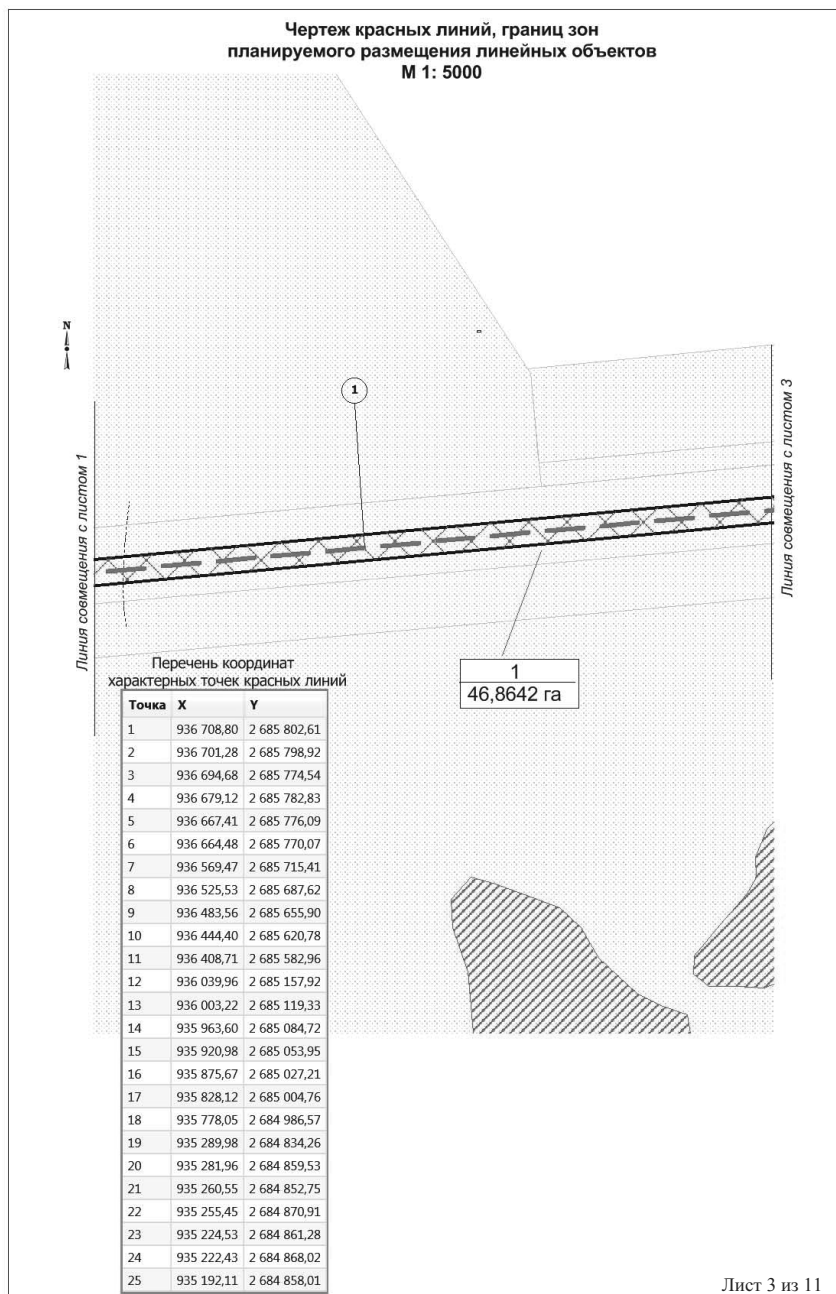 Чертеж красных линий, границ зон
планируемого размещения линейных объектов
М 1: 5000
N
1
Линия совмещения с листом 1
Линия совмещения с листом 3
1
46,8642 га
Перечень координат
характерных точек красных линий
Точка X Y
1 936 708,80 2 685 802,61
2 936 701,28 2 685 798,92
3 936 694,68 2 685 774,54
4 936 679,12 2 685 782,83
5 936 667,41 2 685 776,09
6 936 664,48 2 685 770,07
7 936 569,47 2 685 715,41
8 936 525,53 2 685 687,62
9 936 483,56 2 685 655,90
10 936 444,40 2 685 620,78
11 936 408,71 2 685 582,96
12 936 039,96 2 685 157,92
13 936 003,22 2 685 119,33
14 935 963,60 2 685 084,72
15 935 920,98 2 685 053,95
16 935 875,67 2 685 027,21
17 935 828,12 2 685 004,76
18 935 778,05 2 684 986,57
19 935 289,98 2 684 834,26
20 935 281,96 2 684 859,53
21 935 260,55 2 684 852,75
22 935 255,45 2 684 870,91
23 935 224,53 2 684 861,28
24 935 222,43 2 684 868,02
25 935 192,11 2 684 858,01
Лист 3 из 11